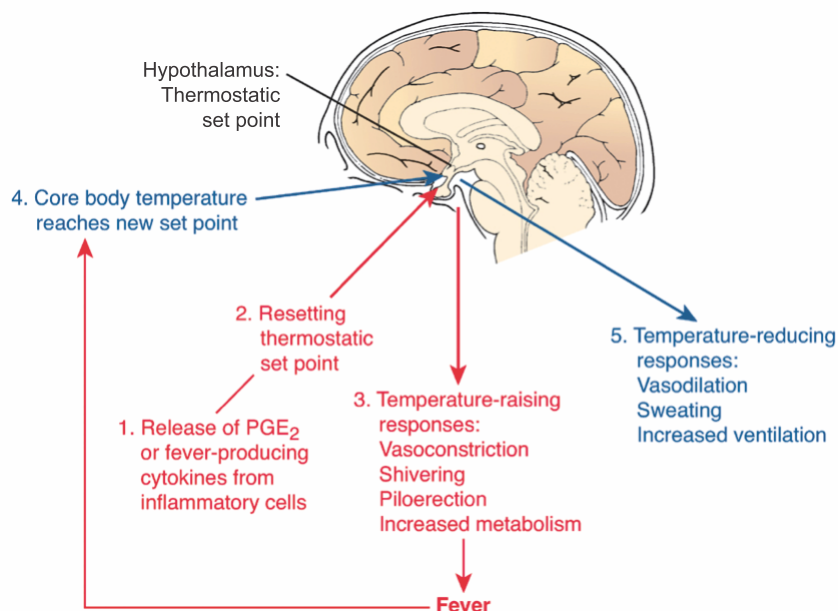 Hypothalamus:
Thermostatic
set point
4. Core body temperature
reaches new set point
2. Resetting
thermostatic
set point
1. Release of PGE2
or fever-producing
cytokines from
inflammatory cells
3. Temperature-raising
responses:
Vasoconstriction
Shivering
Piloerection
Increased metabolism
Fever
5. Temperature-reducing
responses:
Vasodilation
Sweating
Increased ventilation